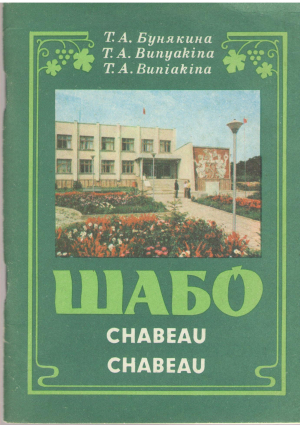 Т. А. Бунякина
T. A. Bunyakina
T. A. Buniakina
ШАБО
CHABEAU
CHABEAU